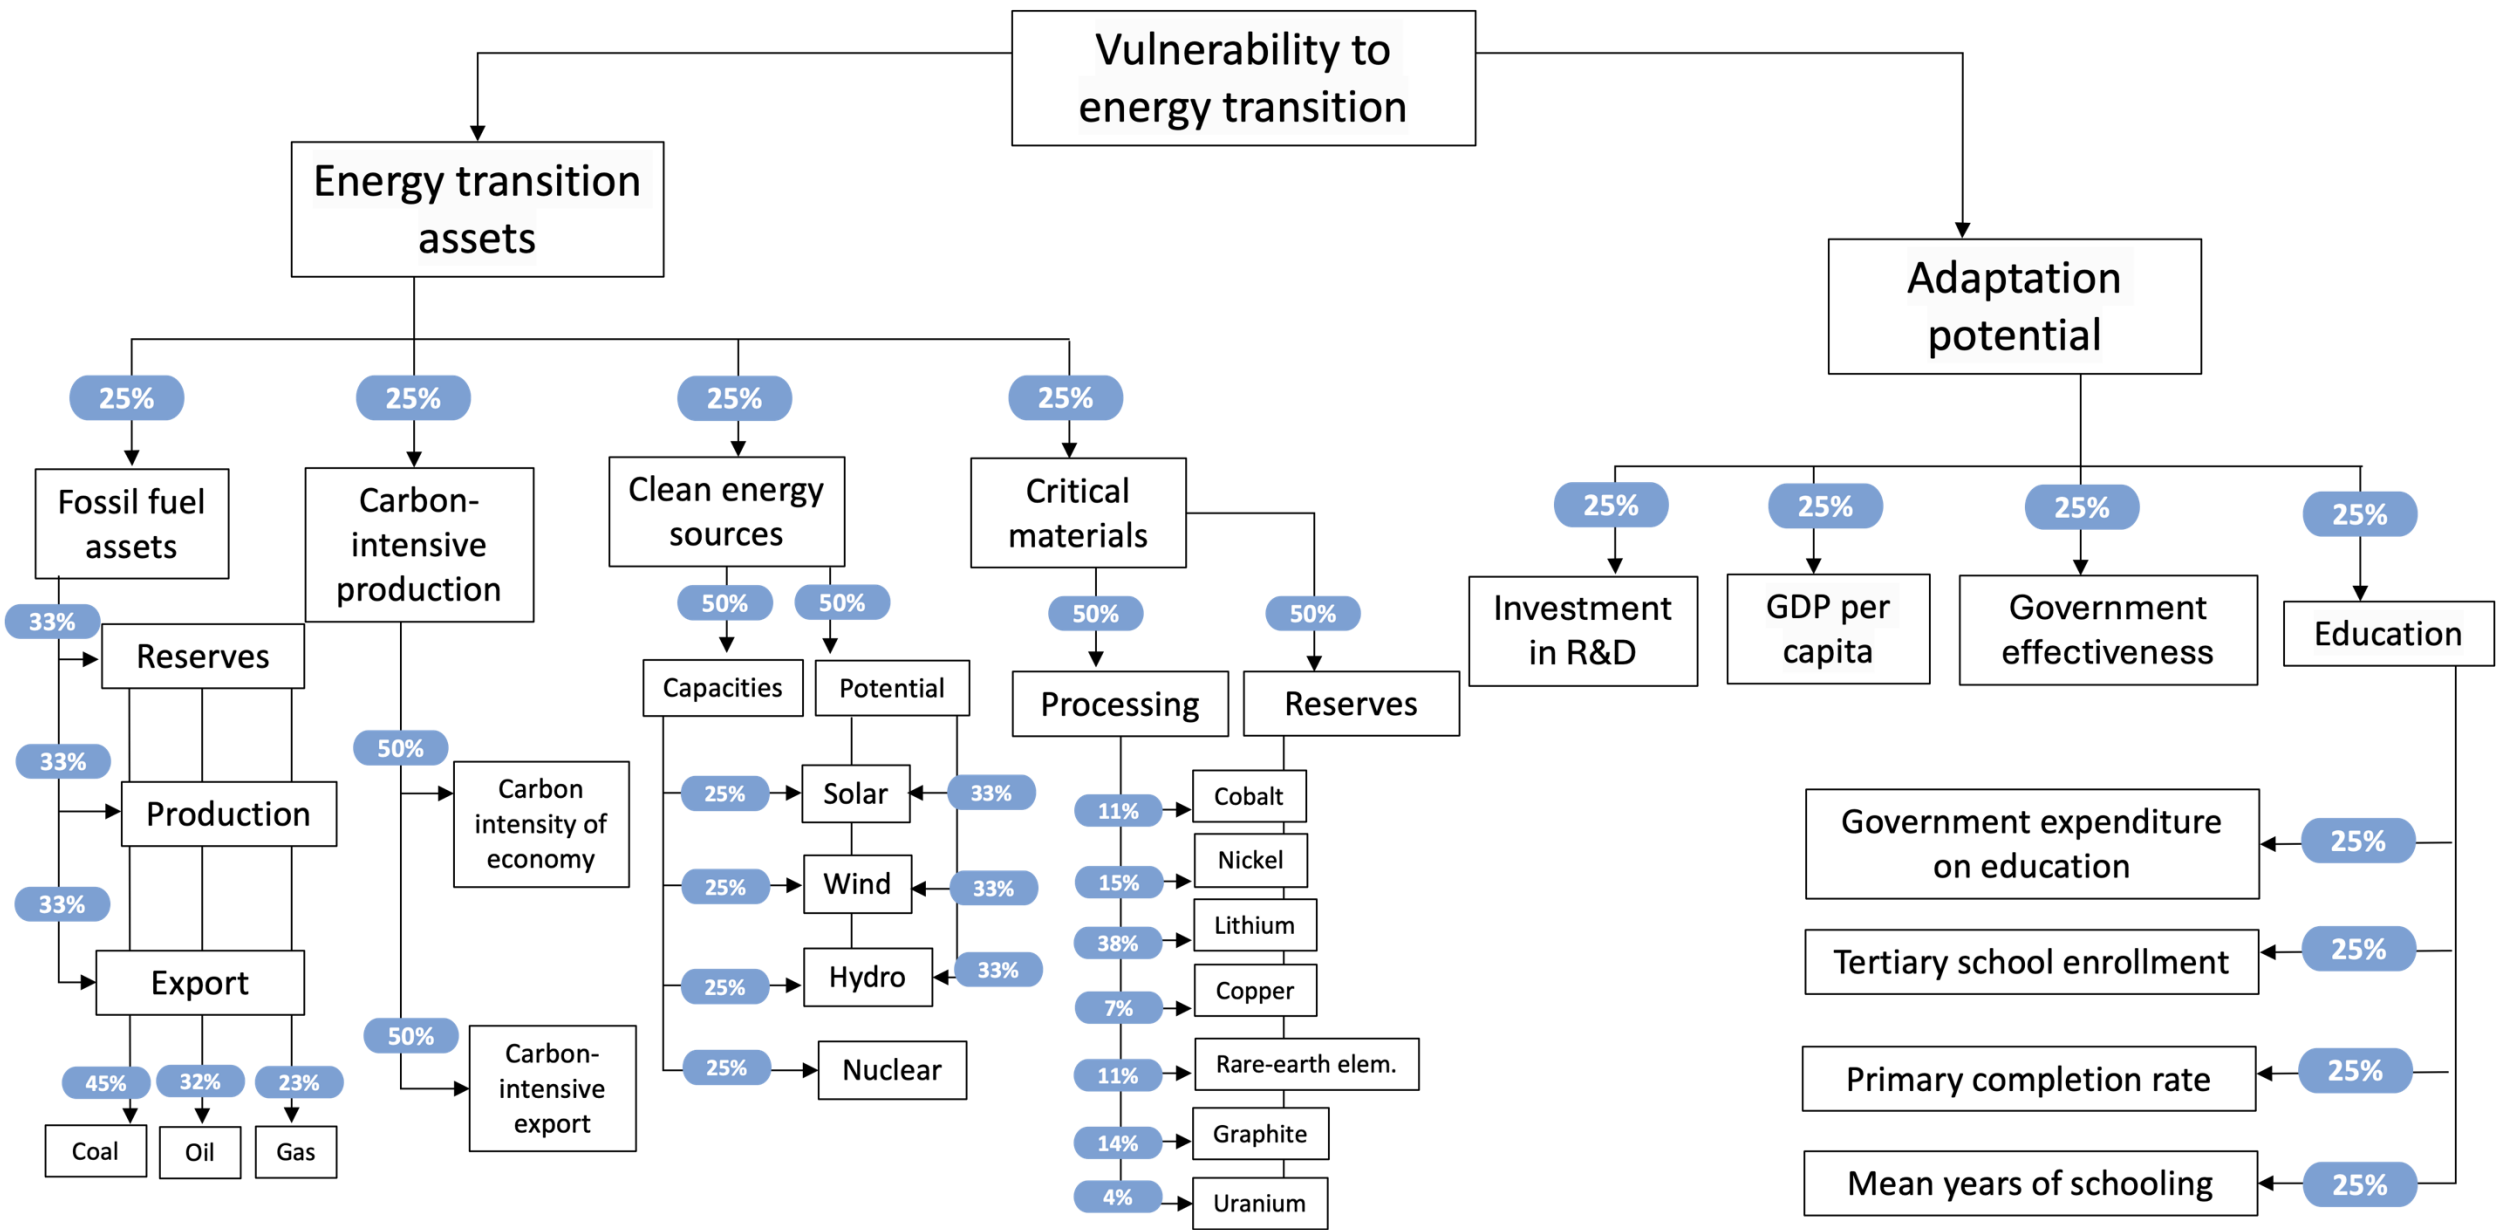 Vulnerability to
energy transition
Energy transition
assets
Adaptation
potential
25%
25%
25%
25%
Fossil fuel
assets
Carbon-
intensive
production
Clean energy
sources
Critical
materials
25%
25%
25%
25%
Investment
in R&D
GDP per
capita
Government
effectiveness
Education
33%
Reserves
33%
Production
33%
Export
45%
32%
23%
Coal
Oil
Gas
50%
Carbon
intensity of
economy
50%
Carbon-
intensive
export
50%
50%
Capacities
Potential
25%
Solar
33%
25%
Wind
33%
25%
Hydro
33%
25%
Nuclear
50%
50%
Processing
Reserves
11%
Cobalt
15%
Nickel
38%
Lithium
7%
Copper
11%
Rare-earth elem.
14%
Graphite
4%
Uranium
Government expenditure
on education
25%
Tertiary school enrollment
25%
Primary completion rate
25%
Mean years of schooling
25%